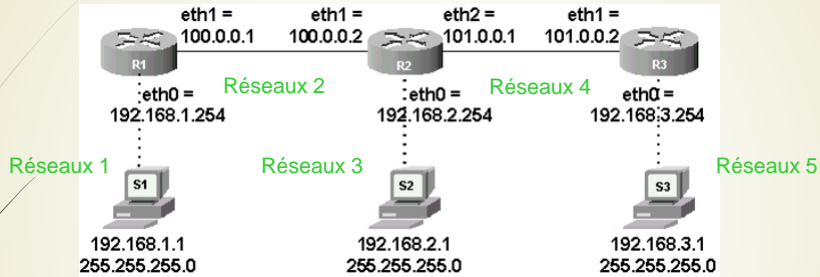 eth1 =
100.0.0.1
eth1 =
100.0.0.2
eth2 =
101.0.0.1
eth1 =
101.0.0.2
R1
R2
R3
Réseaux 2
Réseaux 4
eth0 =
192.168.1.254
eth0 =
192.168.2.254
eth0 =
192.168.3.254
Réseaux 1
Réseaux 3
Réseaux 5
S1
S2
S3
192.168.1.1
255.255.255.0
192.168.2.1
255.255.255.0
192.168.3.1
255.255.255.0